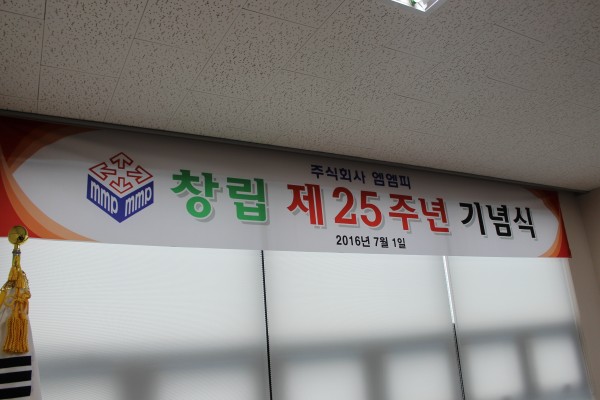 mmp mmp
주식회사 엠엠피
창립 제25주년 기념식
2016년 7월 1일